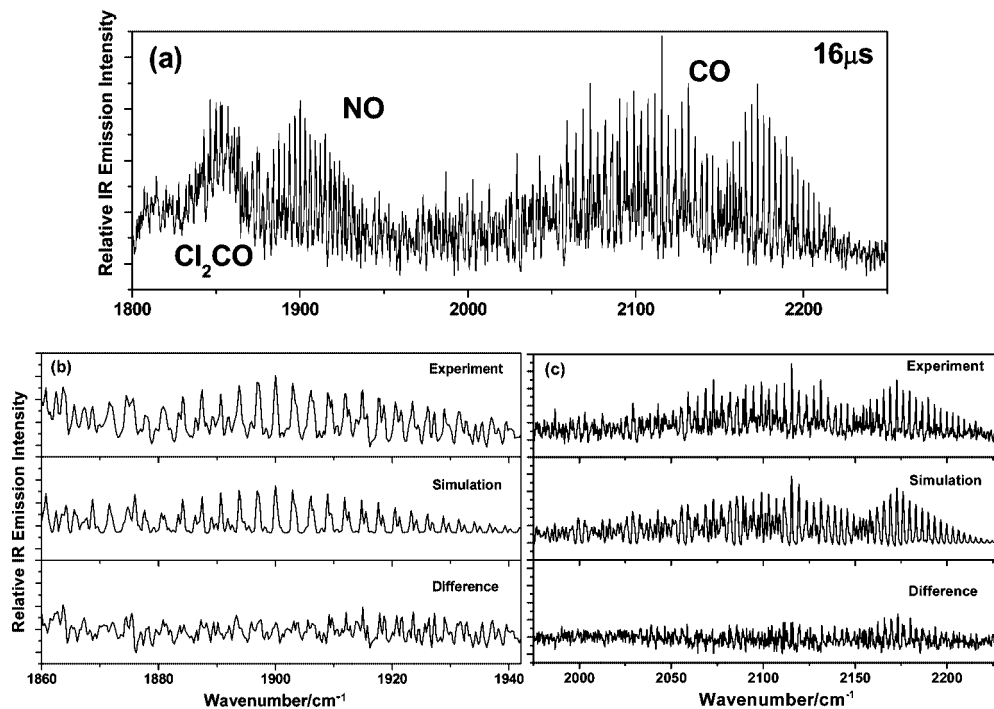 (a)
16μs
CO
NO
Cl₂CO
Relative IR Emission Intensity
1800 1900 2000 2100 2200
(b)
Experiment
Simulation
Difference
1860 1880 1900 1920 1940
Wavenumber/cm⁻¹
Relative IR Emission Intensity
(c)
Experiment
Simulation
Difference
2000 2050 2100 2150 2200
Wavenumber/cm⁻¹